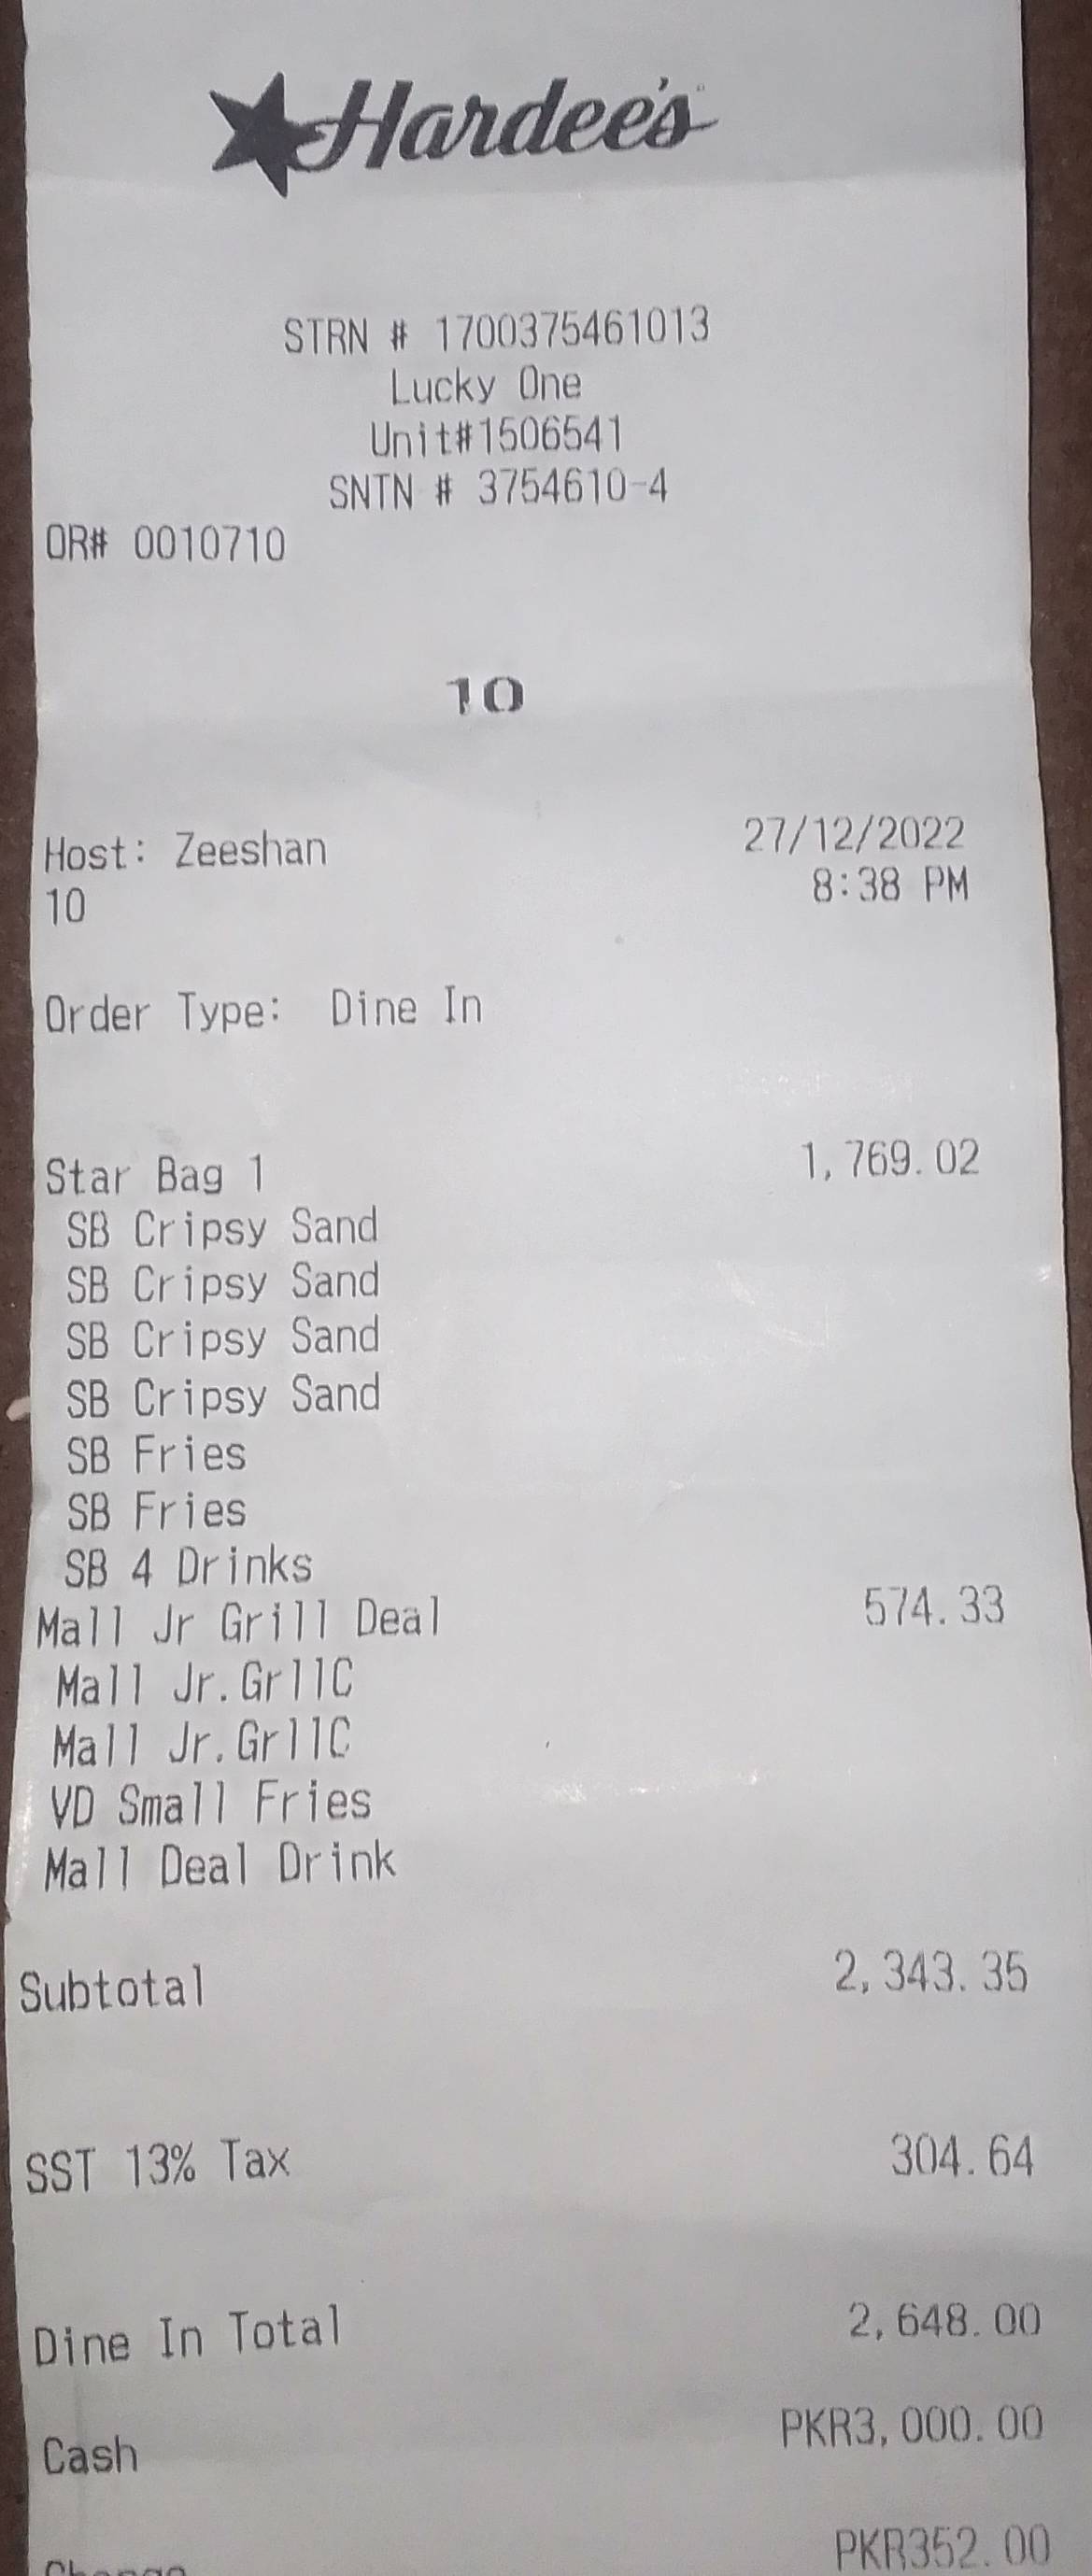 Hardee's
STRN # 1700375461013
Lucky One
Unit#1506541
SNTN # 3754610-4
OR# 0010710
10
Host: Zeeshan 27/12/2022
10 8:38 PM
Order Type: Dine In
Star Bag 1 1,769.02
SB Cripsy Sand
SB Cripsy Sand
SB Cripsy Sand
SB Cripsy Sand
SB Fries
SB Fries
SB 4 Drinks
Mall Jr Grill Deal 574.33
Mall Jr.GrllC
Mall Jr.GrllC
VD Small Fries
Mall Deal Drink
Subtotal 2,343.35
SST 13% Tax 304.64
Dine In Total 2,648.00
Cash PKR3,000.00
Change PKR352.00